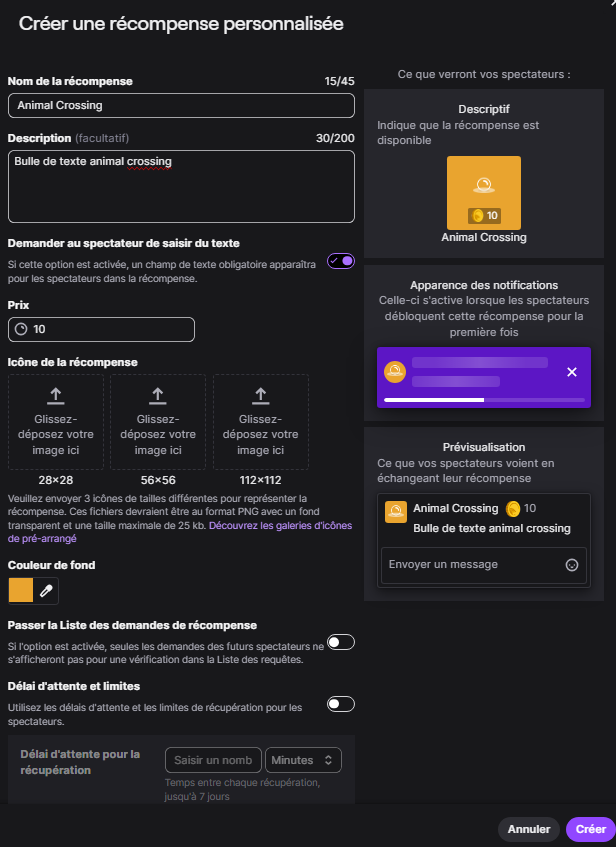 Créer une récompense personnalisée
Nom de la récompense
15/45
Animal Crossing
Description (facultatif)
30/200
Bulle de texte animal crossing
Demander au spectateur de saisir du texte
Si cette option est activée, un champ de texte obligatoire apparaîtra
pour les spectateurs dans la récompense.
Prix
10
Icône de la récompense
Glissez-
déposez votre
image ici
28×28
Glissez-
déposez votre
image ici
56×56
Glissez-
déposez votre
image ici
112×112
Veuillez envoyer 3 icônes de tailles différentes pour représenter la
récompense. Ces fichiers devraient être au format PNG avec un fond
transparent et une taille maximale de 25 kb. Découvrez les galeries d'icônes
de pré-arrangé
Couleur de fond
Passer la Liste des demandes de récompense
Si l'option est activée, seules les demandes des futurs spectateurs ne
s'afficheront pas pour une vérification dans la Liste des requêtes.
Délai d'attente et limites
Utilisez les délais d'attente et les limites de récupération pour les
spectateurs.
Délai d'attente pour la
récupération
Saisir un nomb
Minutes
Temps entre chaque récupération,
jusqu'à 7 jours
Ce que verront vos spectateurs :
Descriptif
Indique que la récompense est
disponible
10
Animal Crossing
Apparence des notifications
Celle-ci s'active lorsque les spectateurs
débloquent cette récompense pour la
première fois
Prévisualisation
Ce que vos spectateurs voient en
échangeant leur récompense
Animal Crossing 10
Bulle de texte animal crossing
Envoyer un message
Annuler
Créer